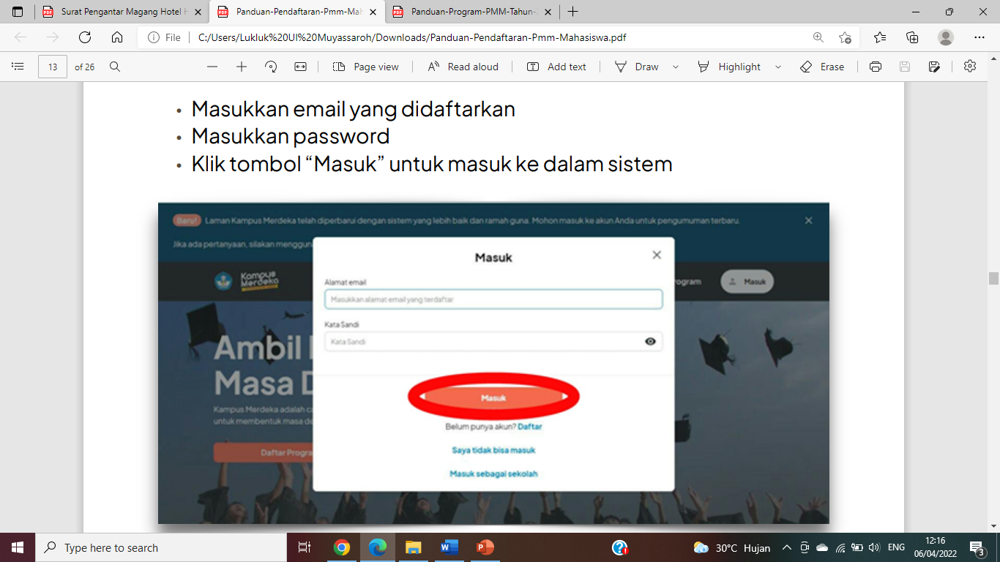 Surat Pengantar Magang Hotel H
Panduan-Pendaftaran-Pmm-Mah
Panduan-Program-PMM-Tahun-
File
C:/Users/Lukluk%20Ul%20Muyassaroh/Downloads/Panduan-Pendaftaran-Pmm-Mahasiswa.pdf
13 of 26
Page view
Read aloud
Add text
Draw
Highlight
Erase
• Masukkan email yang didaftarkan
• Masukkan password
• Klik tombol “Masuk” untuk masuk ke dalam sistem
Baru! Laman Kampus Merdeka telah diperbarui dengan sistem yang lebih baik dan ramah guna. Mohon masuk ke akun Anda untuk pengumuman terbaru.
Jika ada pertanyaan, silakan menggun
Kampus
Merdeka
rogram
Masuk
Masuk
Alamat email
Masukkan alamat email yang terdaftar
Kata Sandi
Kata Sandi
Ambil
Masa D
Kampus Merdeka adalah c
untuk membentuk masa de
Daftar Progra
Masuk
Belum punya akun? Daftar
Saya tidak bisa masuk
Masuk sebagai sekolah
Type here to search
30°C Hujan
ENG
12:16
06/04/2022
3